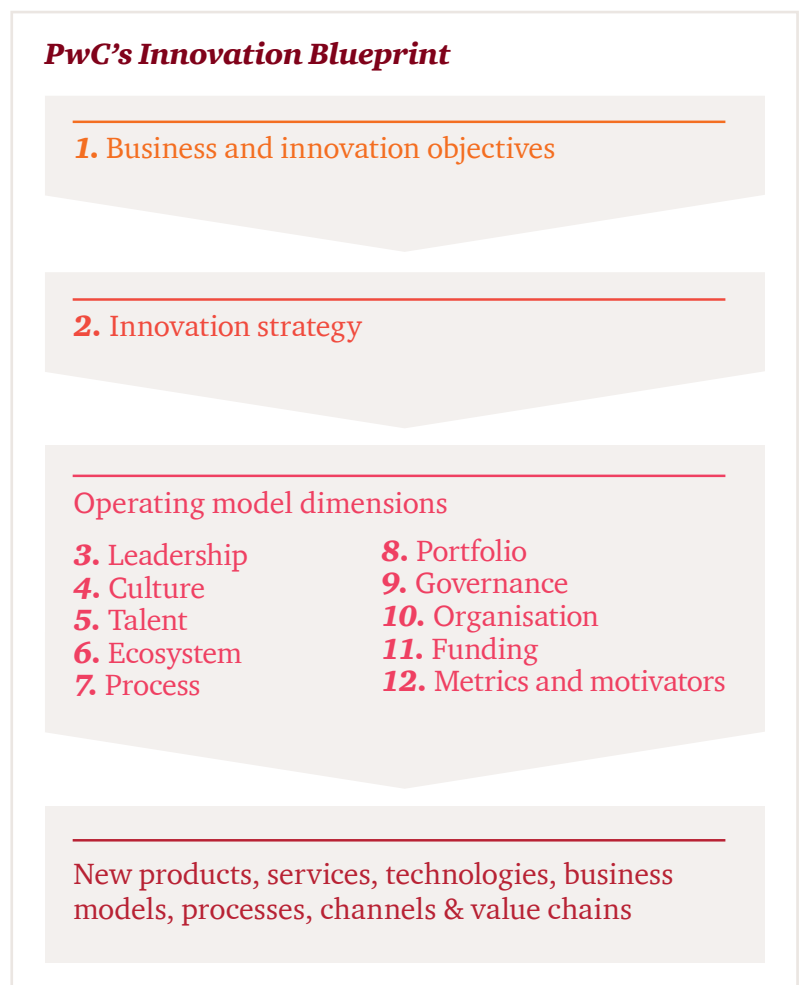 PwC’s Innovation Blueprint
1. Business and innovation objectives
2. Innovation strategy
Operating model dimensions
3. Leadership
4. Culture
5. Talent
6. Ecosystem
7. Process
8. Portfolio
9. Governance
10. Organisation
11. Funding
12. Metrics and motivators
New products, services, technologies, business
models, processes, channels & value chains